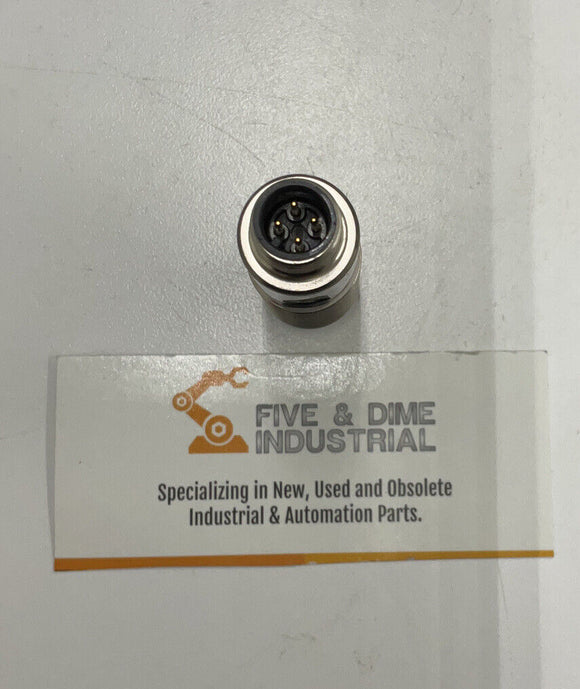 FIVE & DIME
INDUSTRIAL
Specializing in New, Used and Obsolete
Industrial & Automation Parts.